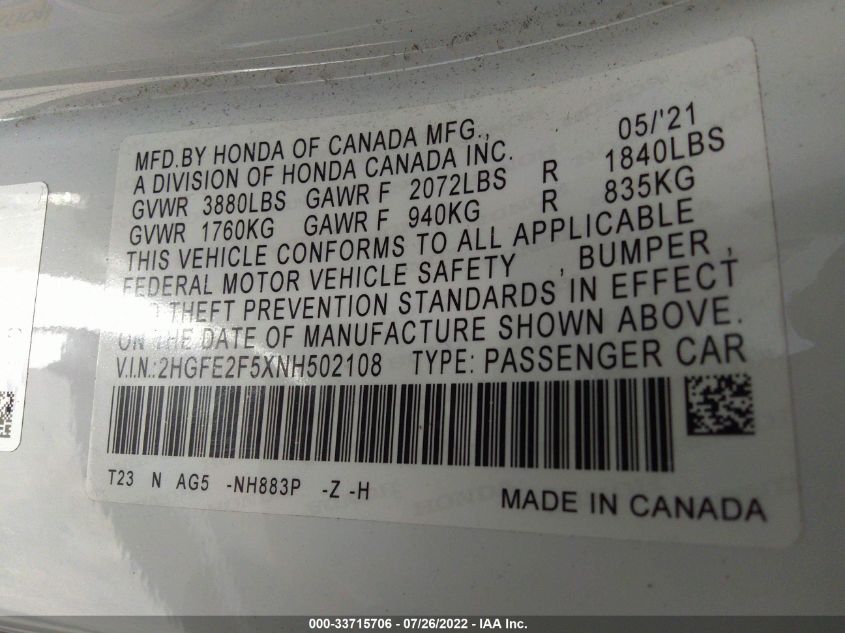 MFD.BY HONDA OF CANADA MFG., 05/'21
A DIVISION OF HONDA CANADA INC.
GVWR 3880LBS GAWR F 2072LBS R 1840LBS
GVWR 1760KG GAWR F 940KG R 835KG
THIS VEHICLE CONFORMS TO ALL APPLICABLE
FEDERAL MOTOR VEHICLE SAFETY , BUMPER ,
THEFT PREVENTION STANDARDS IN EFFECT
ON THE DATE OF MANUFACTURE SHOWN ABOVE.
V.I.N.:2HGFE2F5XNH502108 TYPE: PASSENGER CAR
T23 N AG5 -NH883P -Z -H
MADE IN CANADA
000-33715706 - 07/26/2022 - IAA Inc.